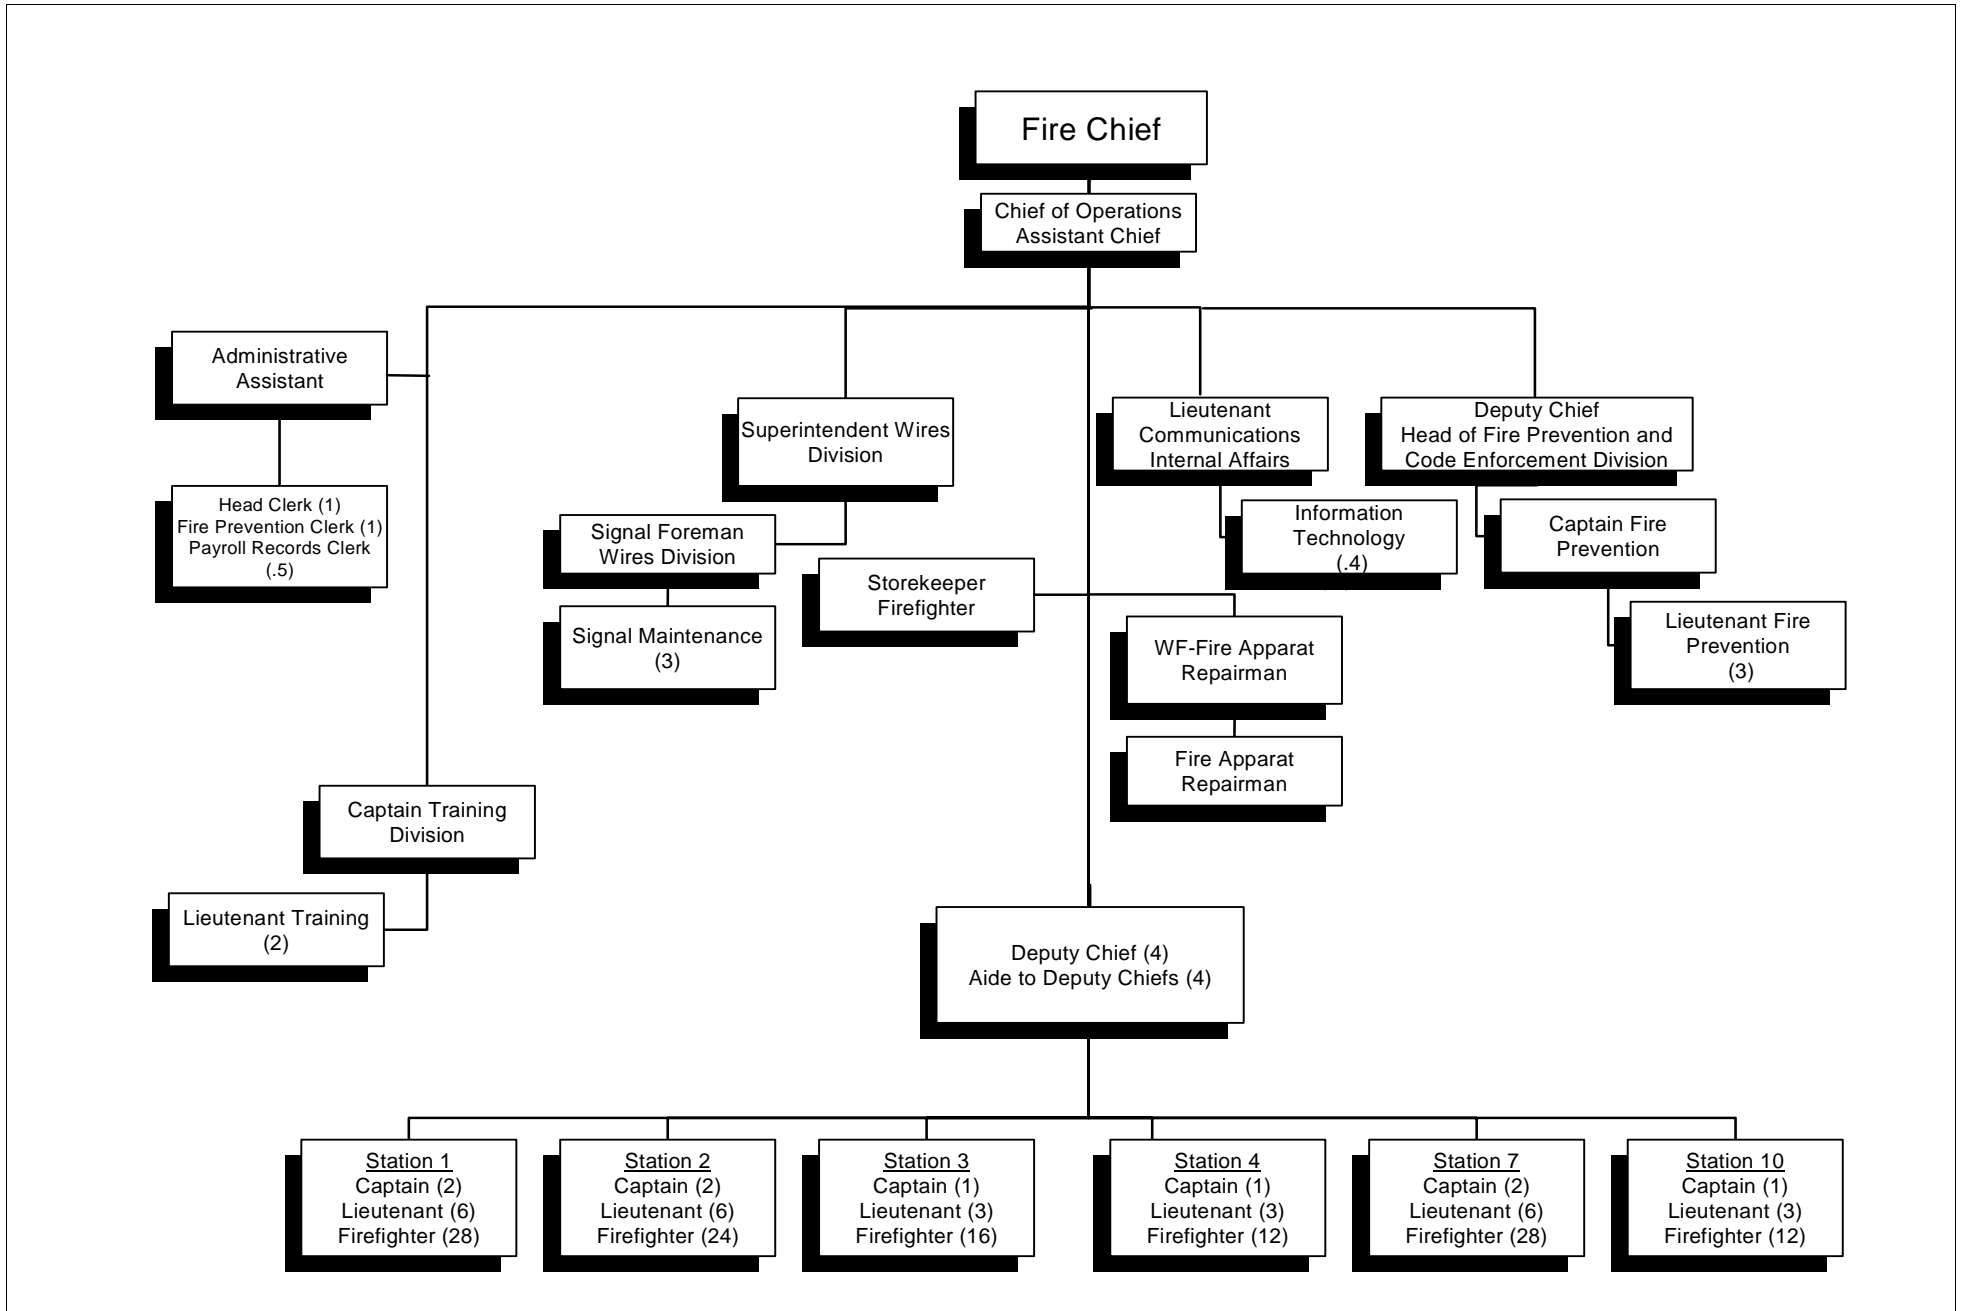 Fire Chief
Chief of Operations
Assistant Chief
Administrative
Assistant
Head Clerk (1)
Fire Prevention Clerk (1)
Payroll Records Clerk
(.5)
Superintendent Wires
Division
Signal Foreman
Wires Division
Signal Maintenance
(3)
Storekeeper
Firefighter
Lieutenant
Communications
Internal Affairs
Information
Technology
(.4)
Deputy Chief
Head of Fire Prevention and
Code Enforcement Division
Captain Fire
Prevention
Lieutenant Fire
Prevention
(3)
WF-Fire Apparat
Repairman
Fire Apparat
Repairman
Captain Training
Division
Lieutenant Training
(2)
Deputy Chief (4)
Aide to Deputy Chiefs (4)
Station 1
Captain (2)
Lieutenant (6)
Firefighter (28)
Station 2
Captain (2)
Lieutenant (6)
Firefighter (24)
Station 3
Captain (1)
Lieutenant (3)
Firefighter (16)
Station 4
Captain (1)
Lieutenant (3)
Firefighter (12)
Station 7
Captain (2)
Lieutenant (6)
Firefighter (28)
Station 10
Captain (1)
Lieutenant (3)
Firefighter (12)